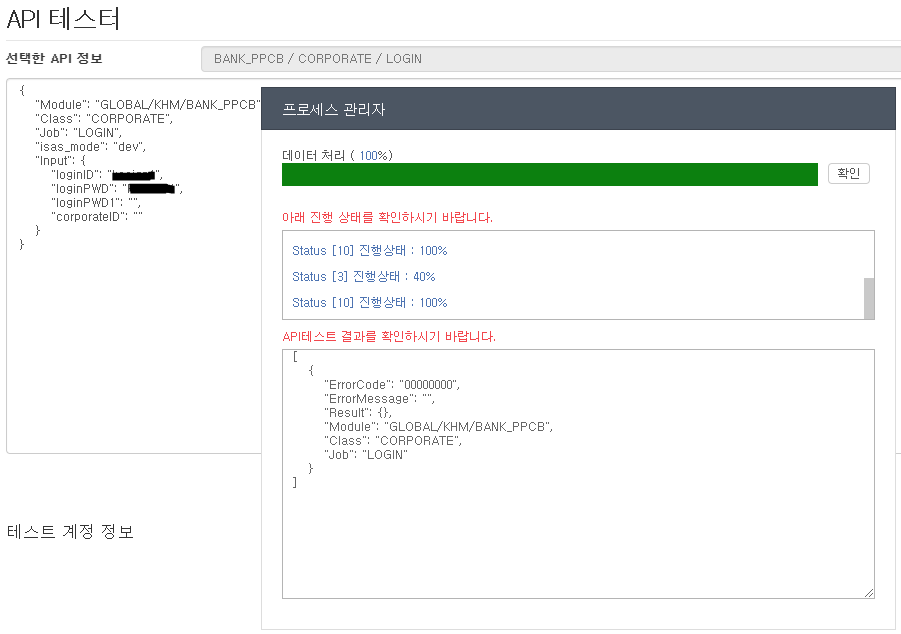 API 테스터
선택한 API 정보
BANK_PPCB / CORPORATE / LOGIN
{
"Module": "GLOBAL/KHM/BANK_PPCB"
"Class": "CORPORATE",
"Job": "LOGIN",
"isas_mode": "dev",
"Input": {
"loginID": "",
"loginPWD": "",
"loginPWD1": "",
"corporateID": ""
}
}
테스트 계정 정보
프로세스 관리자
데이터 처리 ( 100%)
확인
아래 진행 상태를 확인하시기 바랍니다.
Status [10] 진행상태 : 100%
Status [3] 진행상태 : 40%
Status [10] 진행상태 : 100%
API테스트 결과를 확인하시기 바랍니다.
[
{
"ErrorCode": "00000000",
"ErrorMessage": "",
"Result": {},
"Module": "GLOBAL/KHM/BANK_PPCB",
"Class": "CORPORATE",
"Job": "LOGIN"
}
]